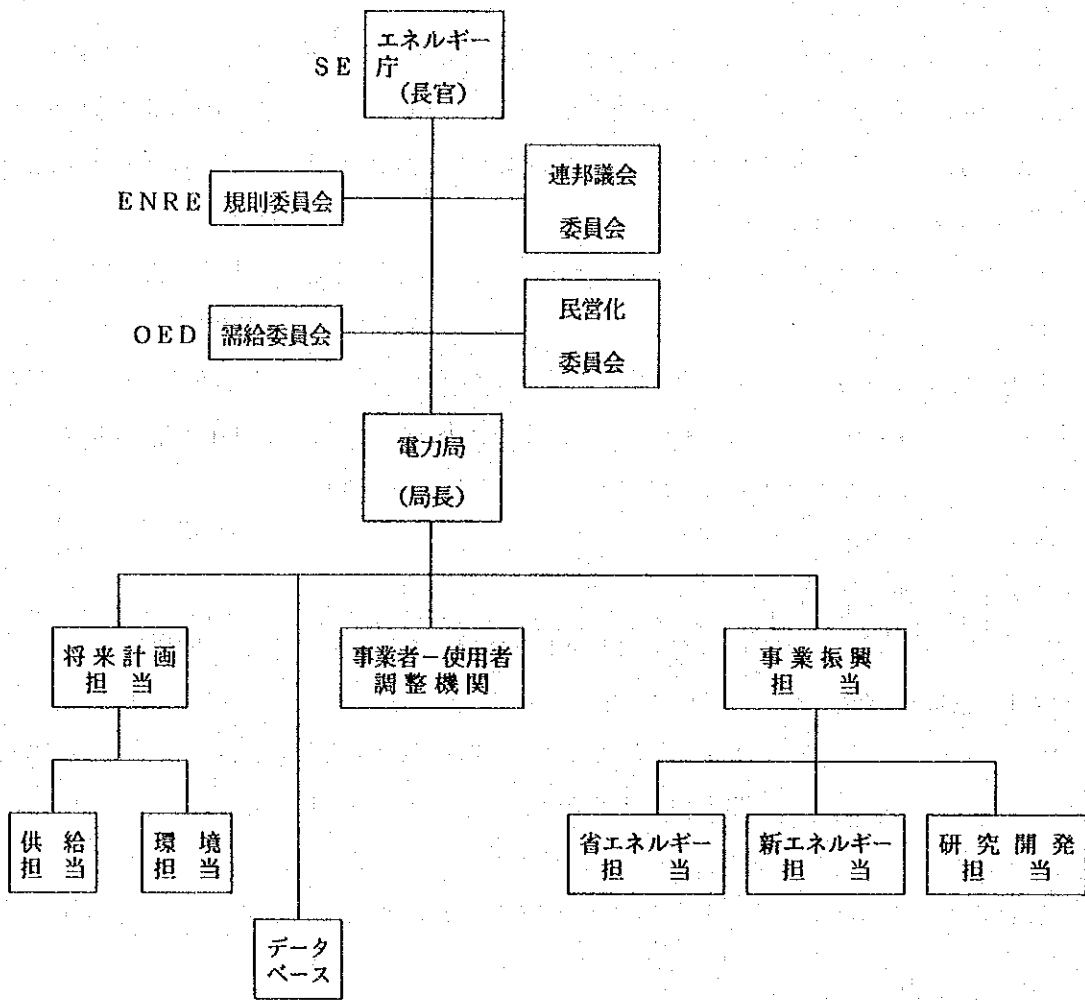 エネルギー
SE 庁
(長官)
連邦議会
ENRE 規則委員会
委員会
民営化
OED 需給委員会
委員会
電力局
(局長)
将来計画
担当
事業者−使用者
調整機関
事業振興
担当
供給
担当
環境
担当
省エネルギー
担当
新エネルギー
担当
研究開発
担当
データ
ベース